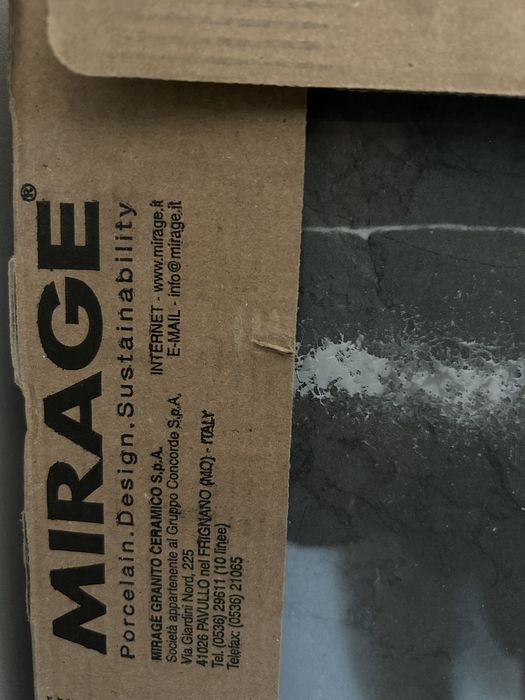 MIRAGE®
Porcelain.Design.Sustainability
MIRAGE GRANITO CERAMICO S.p.A.
Società appartenente al Gruppo Concorde S.p.A.
Via Giardini Nord, 225
41026 PAVULLO nel FRIGNANO (MO) - ITALY
Tel. (0536) 29611 (10 linee)
Telefax: (0536) 21065
INTERNET - www.mirage.it
E-MAIL - info@mirage.it